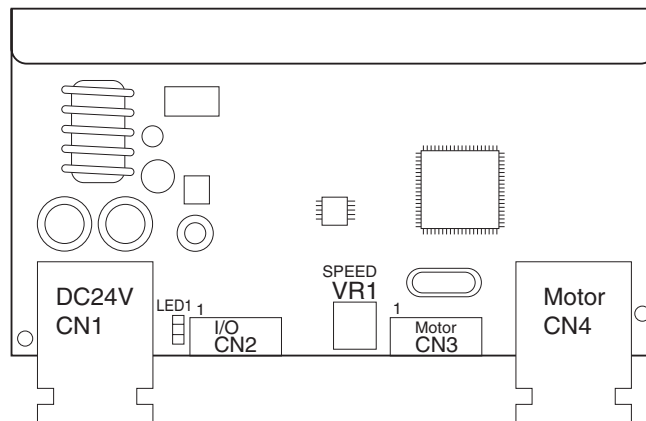 DC24V
CN1
LED1
1
I/O
CN2
SPEED
VR1
1
Motor
CN3
Motor
CN4